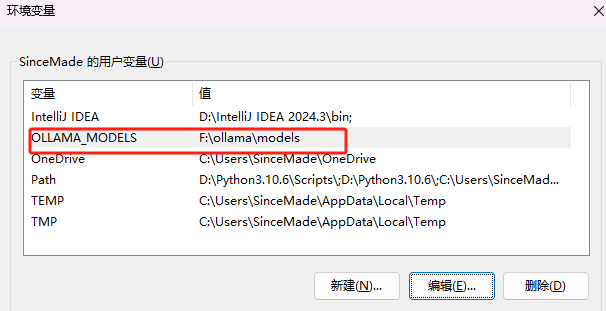 环境变量
SinceMade 的用户变量(U)
变量 值
IntelliJ IDEA D:\IntelliJ IDEA 2024.3\bin;
OLLAMA_MODELS F:\ollama\models
OneDrive C:\Users\SinceMade\OneDrive
Path D:\Python3.10.6\Scripts\;D:\Python3.10.6\;C:\Users\SinceMad...
TEMP C:\Users\SinceMade\AppData\Local\Temp
TMP C:\Users\SinceMade\AppData\Local\Temp
新建(N)... 编辑(E)... 删除(D)